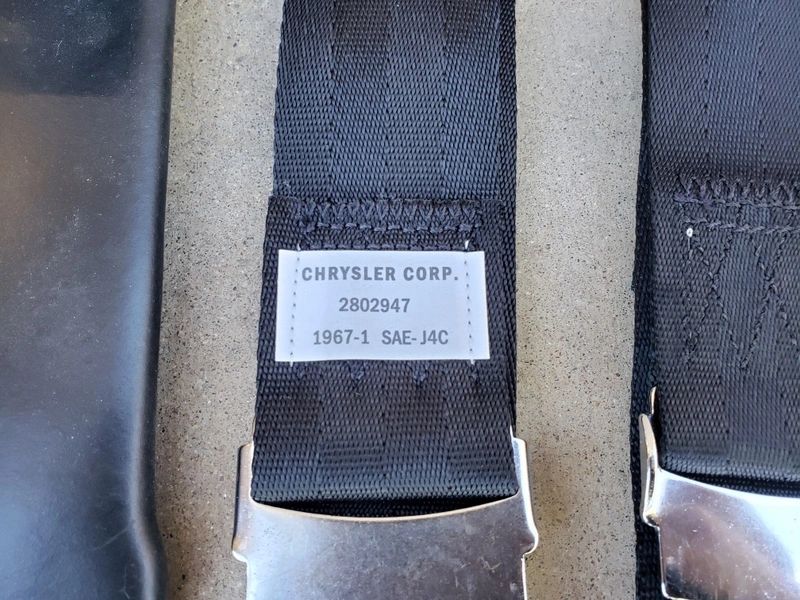 CHRYSLER CORP.
2802947
1967-1 SAE-J4C